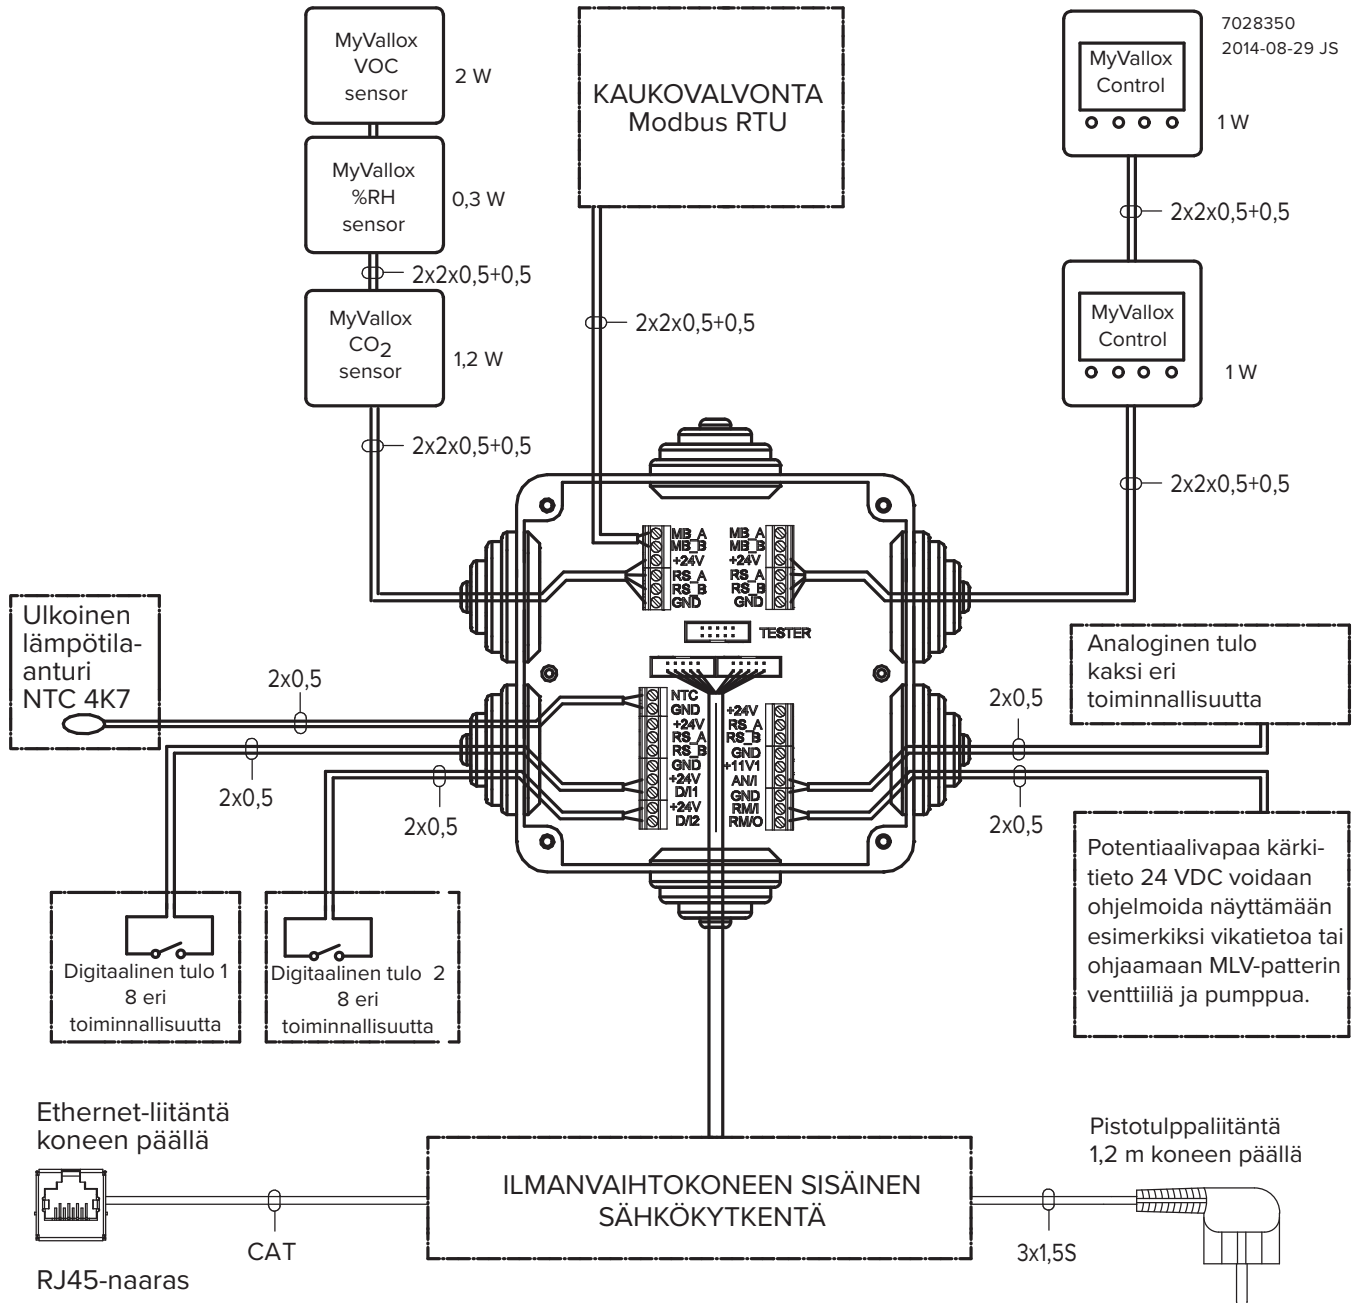 MyVallox
VOC
sensor
2 W
KAUKOVALVONTA
Modbus RTU
MyVallox
Control
1 W
7028350
2014-08-29 JS
MyVallox
%RH
sensor
0,3 W
2x2x0,5+0,5
2x2x0,5+0,5
MyVallox
CO2
sensor
1,2 W
2x2x0,5+0,5
MyVallox
Control
1 W
2x2x0,5+0,5
2x2x0,5+0,5
MB_A
MB_B
+24V
RS_A
RS_B
GND
MB_A
MB_B
+24V
RS_A
RS_B
GND
TESTER
Ulkoinen
lämpötila-
anturi
NTC 4K7
2x0,5
2x0,5
2x0,5
NTC
GND
+24V
RS_A
RS_B
GND
+24V
D/I1
+24V
D/I2
+24V
RS_A
RS_B
GND
+11V1
AN/I
GND
RM/I
RM/O
2x0,5
2x0,5
Analoginen tulo
kaksi eri
toiminnallisuutta
Potentiaalivapaa kärki-
tieto 24 VDC voidaan
ohjelmoida näyttämään
esimerkiksi vikatietoa tai
ohjaamaan MLV-patterin
venttiiliä ja pumppua.
Digitaalinen tulo 1
8 eri
toiminnallisuutta
Digitaalinen tulo 2
8 eri
toiminnallisuutta
Ethernet-liitäntä
koneen päällä
RJ45-naaras
CAT
ILMANVAIHTOKONEEN SISÄINEN
SÄHKÖKYTKENTÄ
3x1,5S
Pistotulppaliitäntä
1,2 m koneen päällä